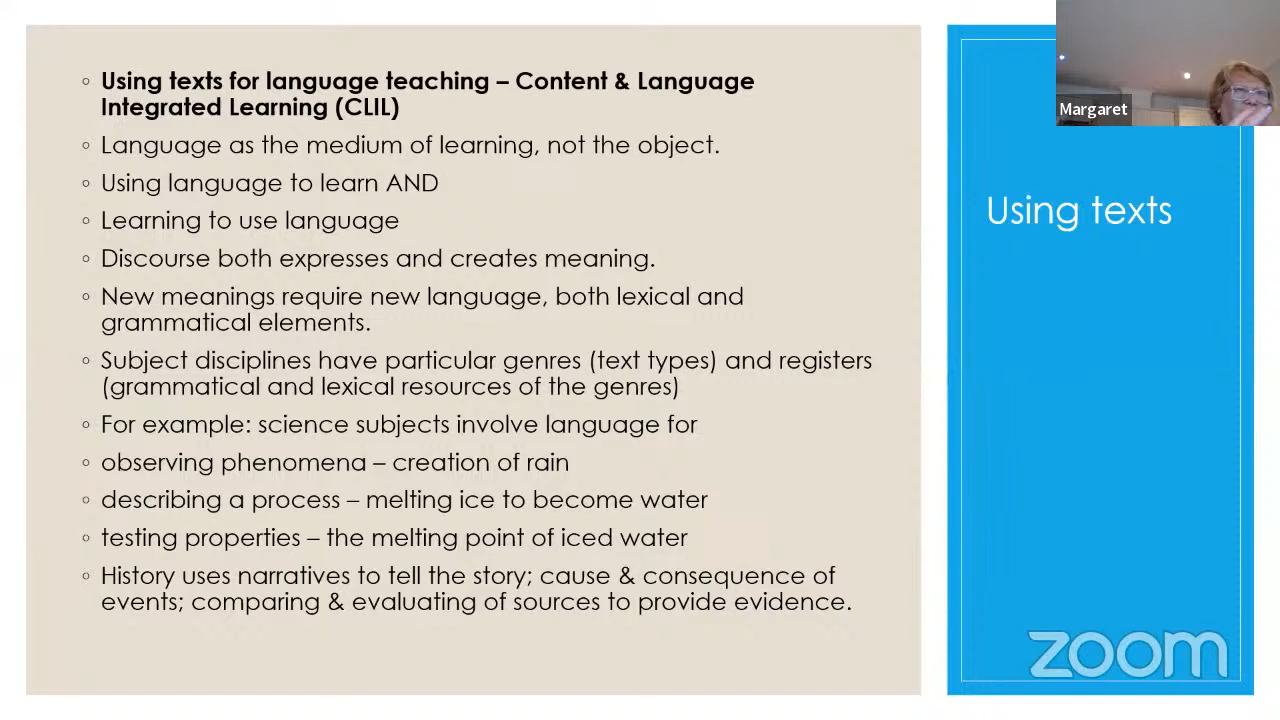 Using texts for language teaching – Content & Language
Integrated Learning (CLIL)
Language as the medium of learning, not the object.
Using language to learn AND
Learning to use language
Discourse both expresses and creates meaning.
New meanings require new language, both lexical and
grammatical elements.
Subject disciplines have particular genres (text types) and registers
(grammatical and lexical resources of the genres)
For example: science subjects involve language for
observing phenomena – creation of rain
describing a process – melting ice to become water
testing properties – the melting point of iced water
History uses narratives to tell the story; cause & consequence of
events; comparing & evaluating of sources to provide evidence.
Margaret
Using texts
zoom